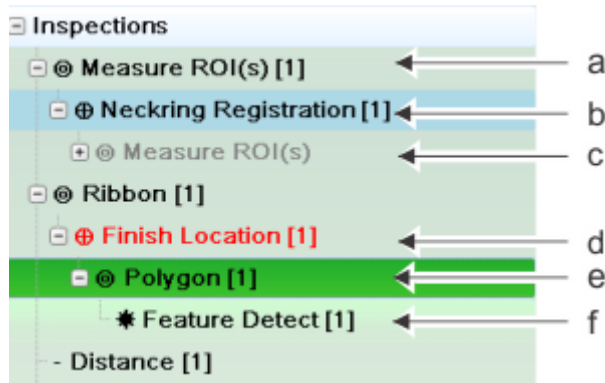 Inspections
Measure ROI(s) [1] a
Neckring Registration [1] b
Measure ROI(s) c
Ribbon [1]
Finish Location [1] d
Polygon [1] e
Feature Detect [1] f
- Distance [1]